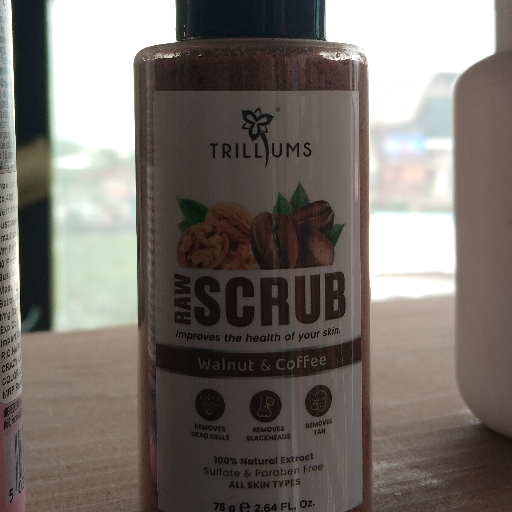 TRILLIUMS
RAW
SCRUB
improves the health of your skin.
Walnut & Coffee
REMOVES
DEAD CELLS
REMOVES
BLACKHEADS
REMOVES
TAN
100% Natural Extract
Sulfate & Paraben Free
ALL SKIN TYPES
75 g e 2.64 FL. Oz.